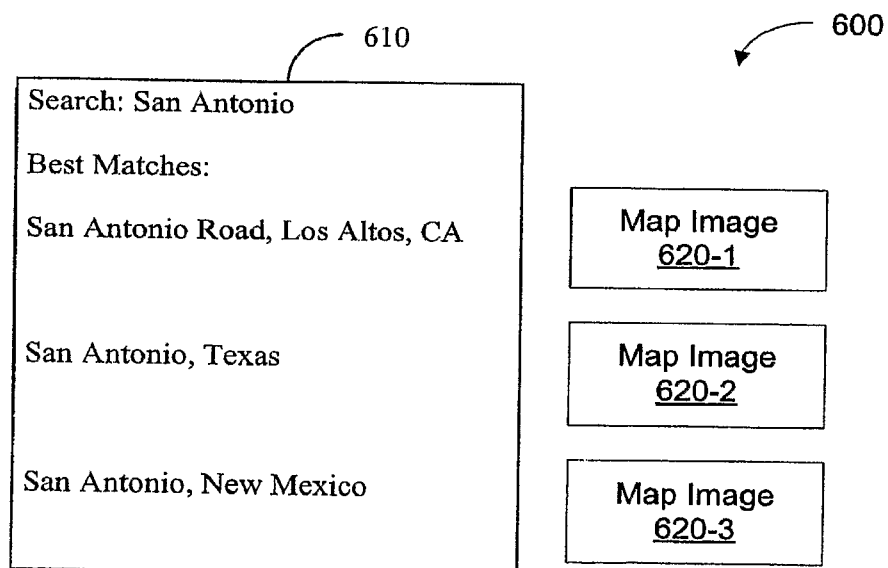 600
610
Search: San Antonio
Best Matches:
San Antonio Road, Los Altos, CA
Map Image
620-1
San Antonio, Texas
Map Image
620-2
San Antonio, New Mexico
Map Image
620-3